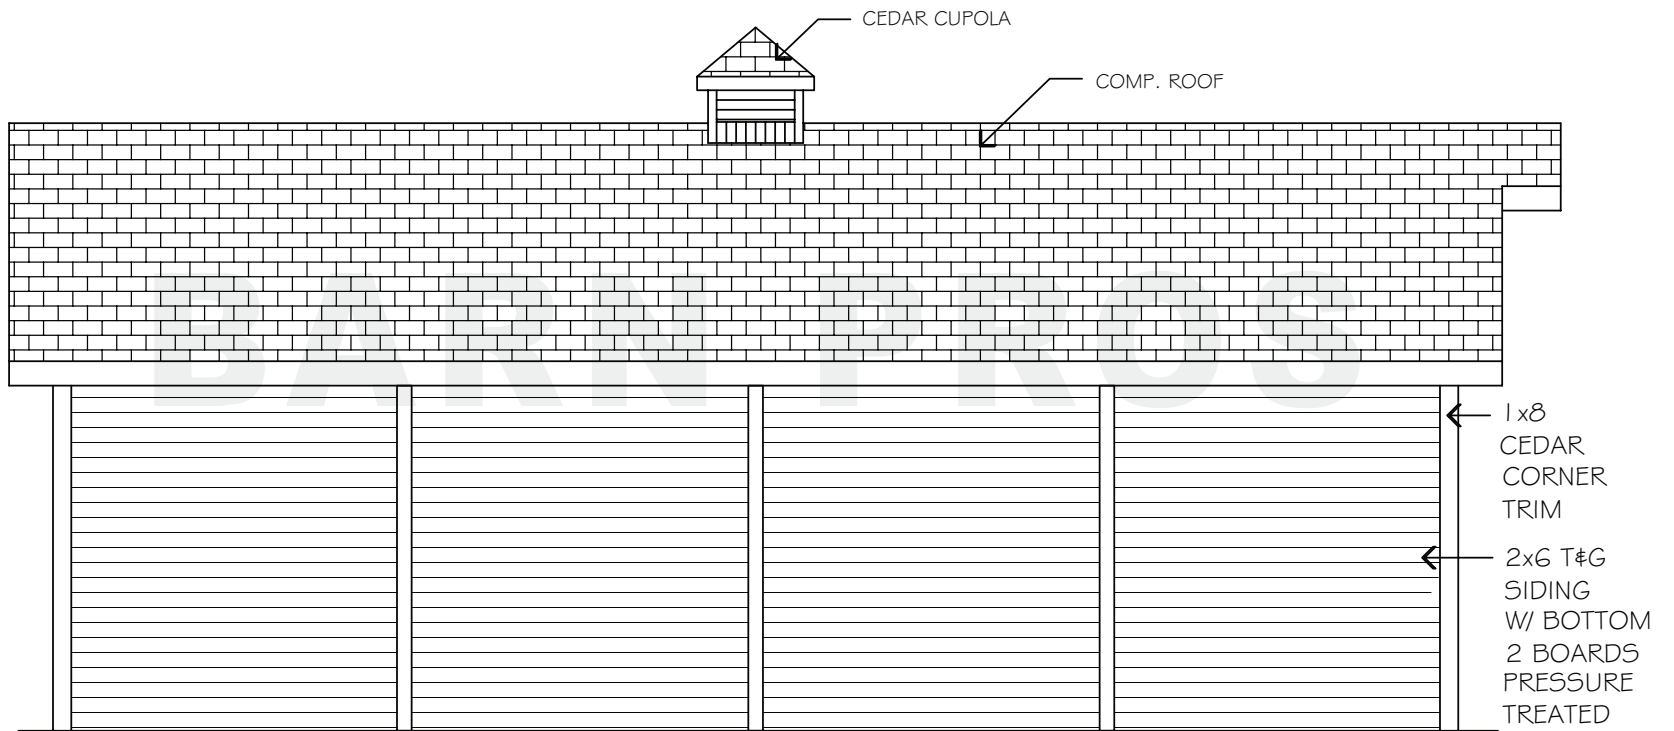 CEDAR CUPOLA
COMP. ROOF
BARN PROS
1x8
CEDAR
CORNER
TRIM
2x6 T&G
SIDING
W/ BOTTOM
2 BOARDS
PRESSURE
TREATED